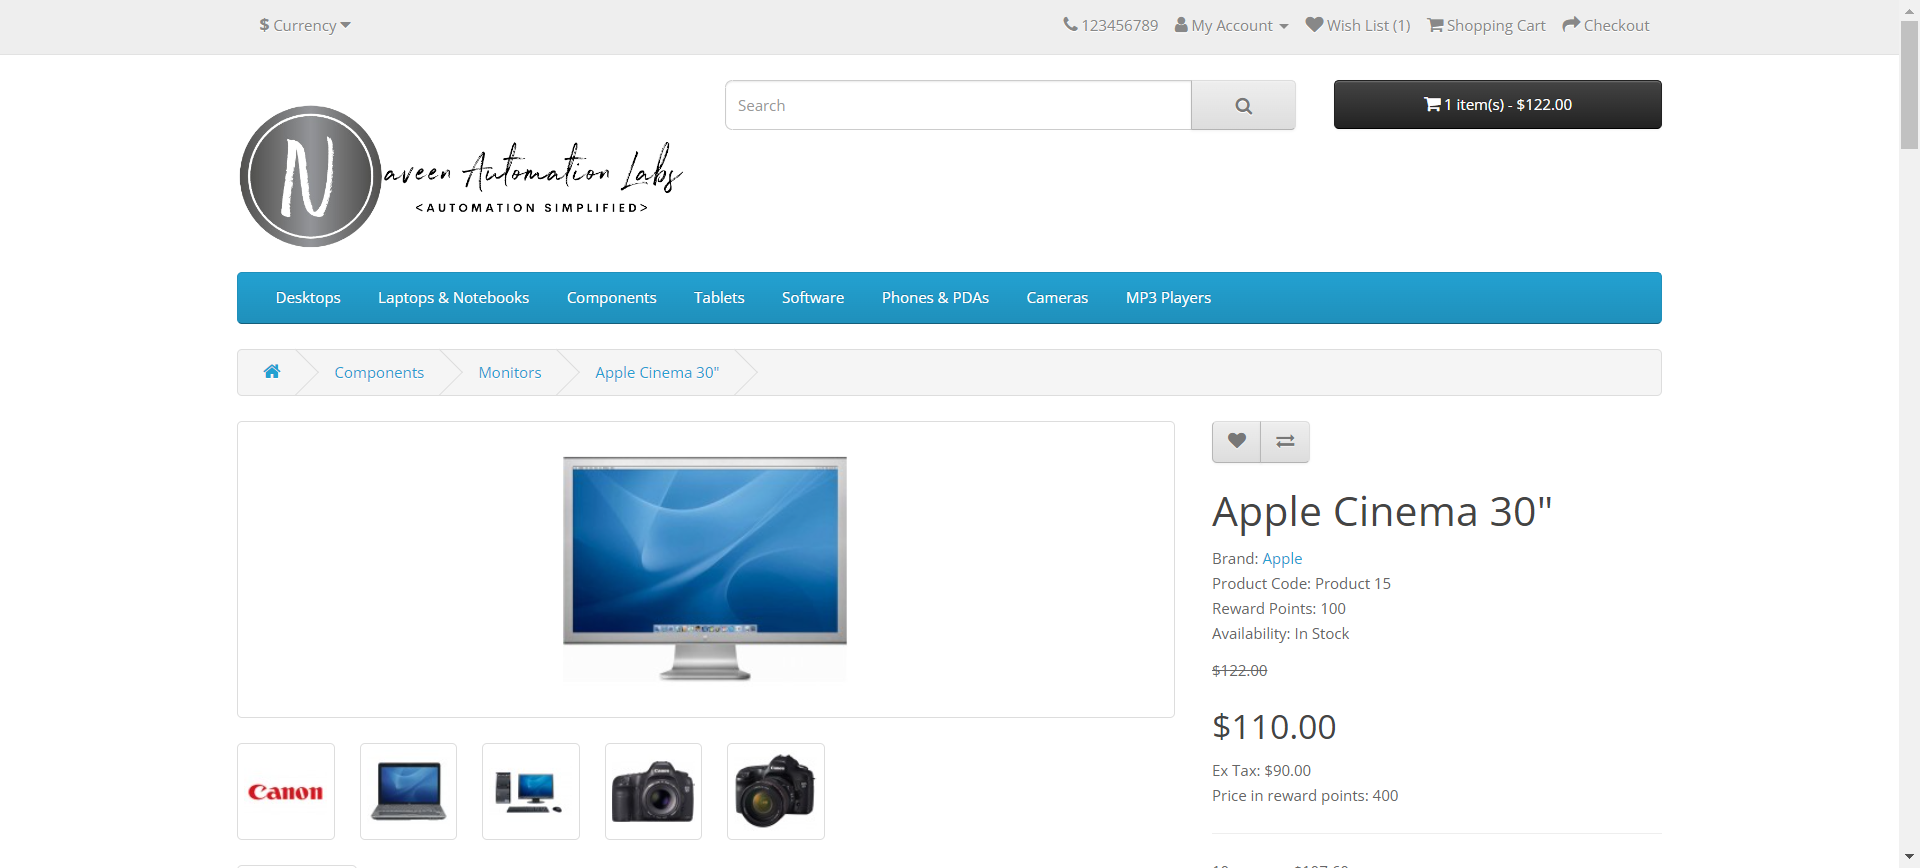 $ Currency
123456789
My Account
Wish List (1)
Shopping Cart
Checkout
N
aveen Automation Labs
<AUTOMATION SIMPLIFIED>
Search
1 item(s) - $122.00
Desktops
Laptops & Notebooks
Components
Tablets
Software
Phones & PDAs
Cameras
MP3 Players
Components
Monitors
Apple Cinema 30"
Apple Cinema 30"
Brand: Apple
Product Code: Product 15
Reward Points: 100
Availability: In Stock
$122.00
$110.00
Ex Tax: $90.00
Price in reward points: 400
Canon